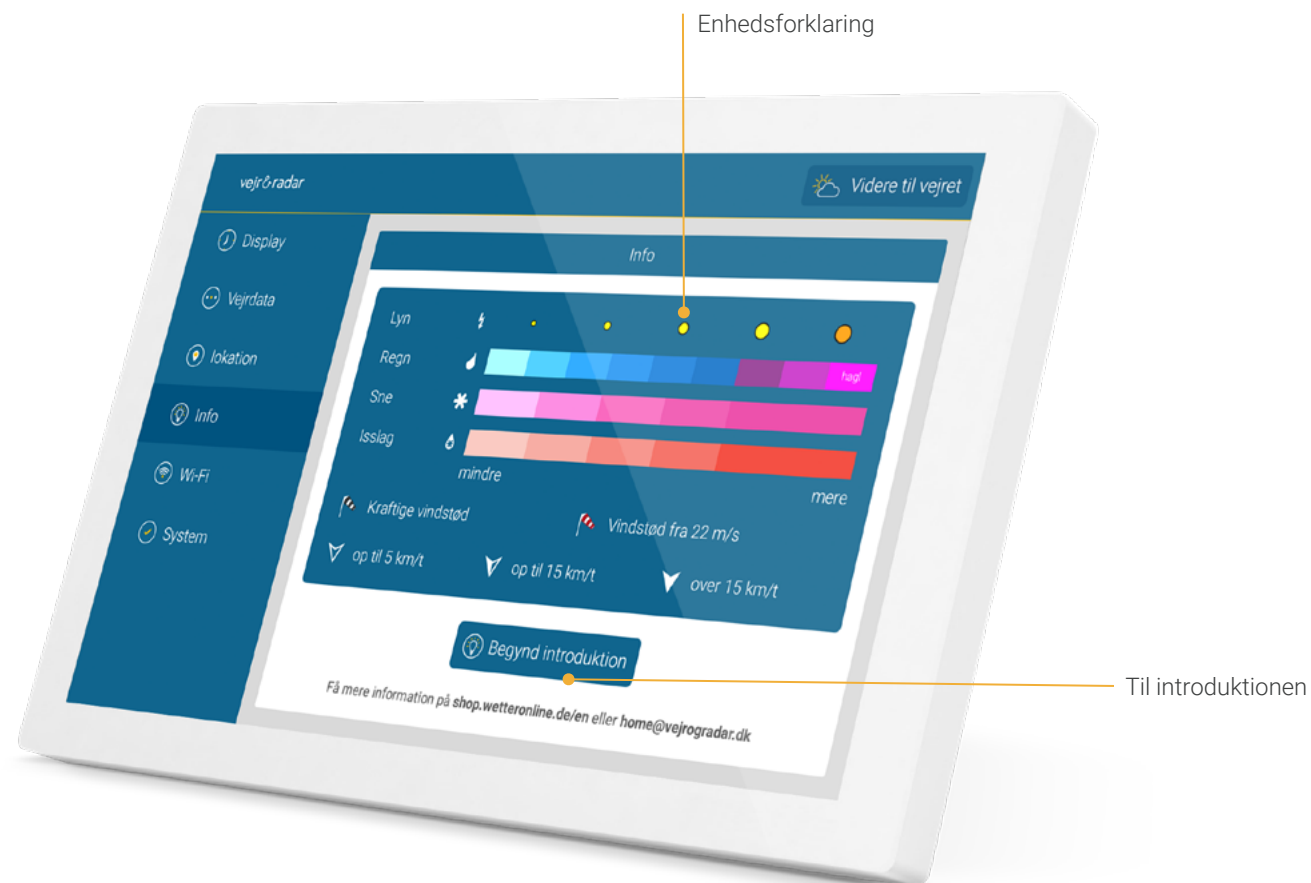 Enhedsforklaring
vejr&radar
Videre til vejret
Display
Vejrdata
lokation
Info
Wi-Fi
System
Info
Lyn
Regn
hagl
Sne
Isslag
mindre
mere
Kraftige vindstød
Vindstød fra 22 m/s
op til 5 km/t
op til 15 km/t
over 15 km/t
Begynd introduktion
Få mere information på shop.wetteronline.de/en eller home@vejrogradar.dk
Til introduktionen